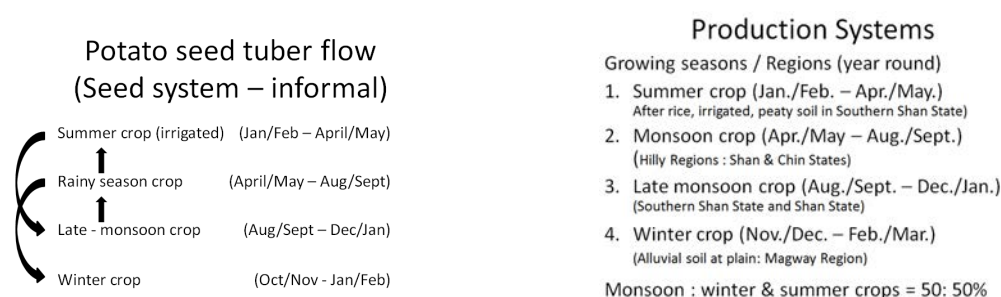 Potato seed tuber flow
(Seed system – informal)
Summer crop (irrigated) (Jan/Feb – April/May)
Rainy season crop (April/May – Aug/Sept)
Late - monsoon crop (Aug/Sept – Dec/Jan)
Winter crop (Oct/Nov - Jan/Feb)
Production Systems
Growing seasons / Regions (year round)
1. Summer crop (Jan./Feb. – Apr./May.)
After rice, irrigated, peaty soil in Southern Shan State)
2. Monsoon crop (Apr./May – Aug./Sept.)
(Hilly Regions : Shan & Chin States)
3. Late monsoon crop (Aug./Sept. – Dec./Jan.)
(Southern Shan State and Shan State)
4. Winter crop (Nov./Dec. – Feb./Mar.)
(Alluvial soil at plain: Magway Region)
Monsoon : winter & summer crops = 50: 50%